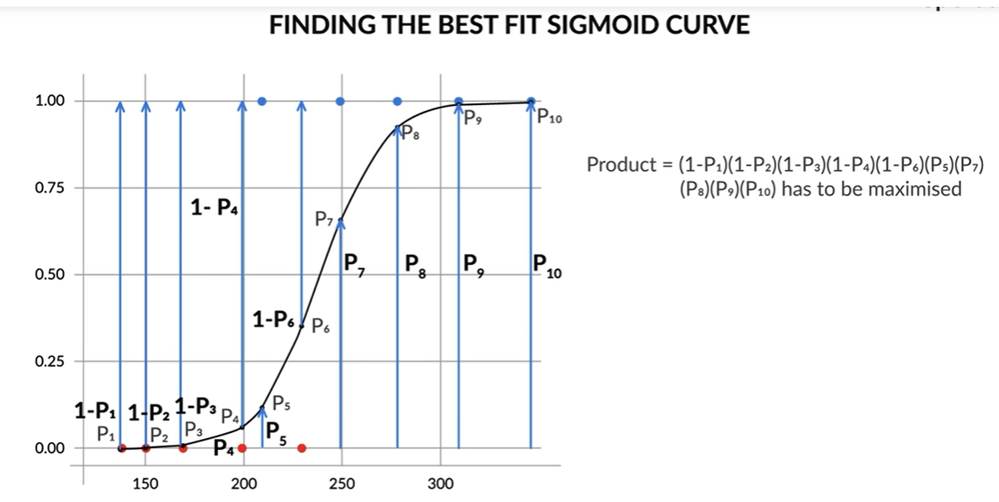 FINDING THE BEST FIT SIGMOID CURVE
1.00
P₉
P₁₀
P₈
Product = (1-P₁)(1-P₂)(1-P₃)(1-P₄)(1-P₆)(P₅)(P₇)
(P₈)(P₉)(P₁₀) has to be maximised
0.75
1- P₄
P₇
P₇
P₈
P₉
P₁₀
0.50
1-P₆
P₆
0.25
1-P₁
1-P₂
1-P₃
P₄
P₅
P₁
P₂
P₃
P₅
P₄
0.00
150
200
250
300